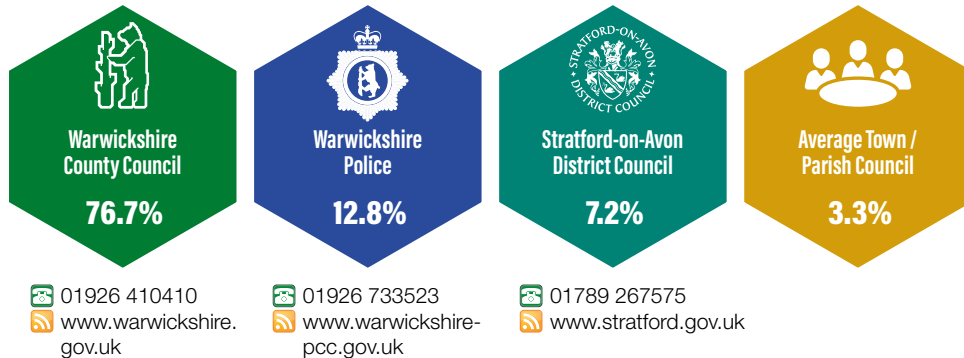 STRATFORD-ON-AVON
DISTRICT COUNCIL
Warwickshire
County Council
76.7%
Warwickshire
Police
12.8%
Stratford-on-Avon
District Council
7.2%
Average Town /
Parish Council
3.3%
01926 410410
www.warwickshire.
gov.uk
01926 733523
www.warwickshire-
pcc.gov.uk
01789 267575
www.stratford.gov.uk